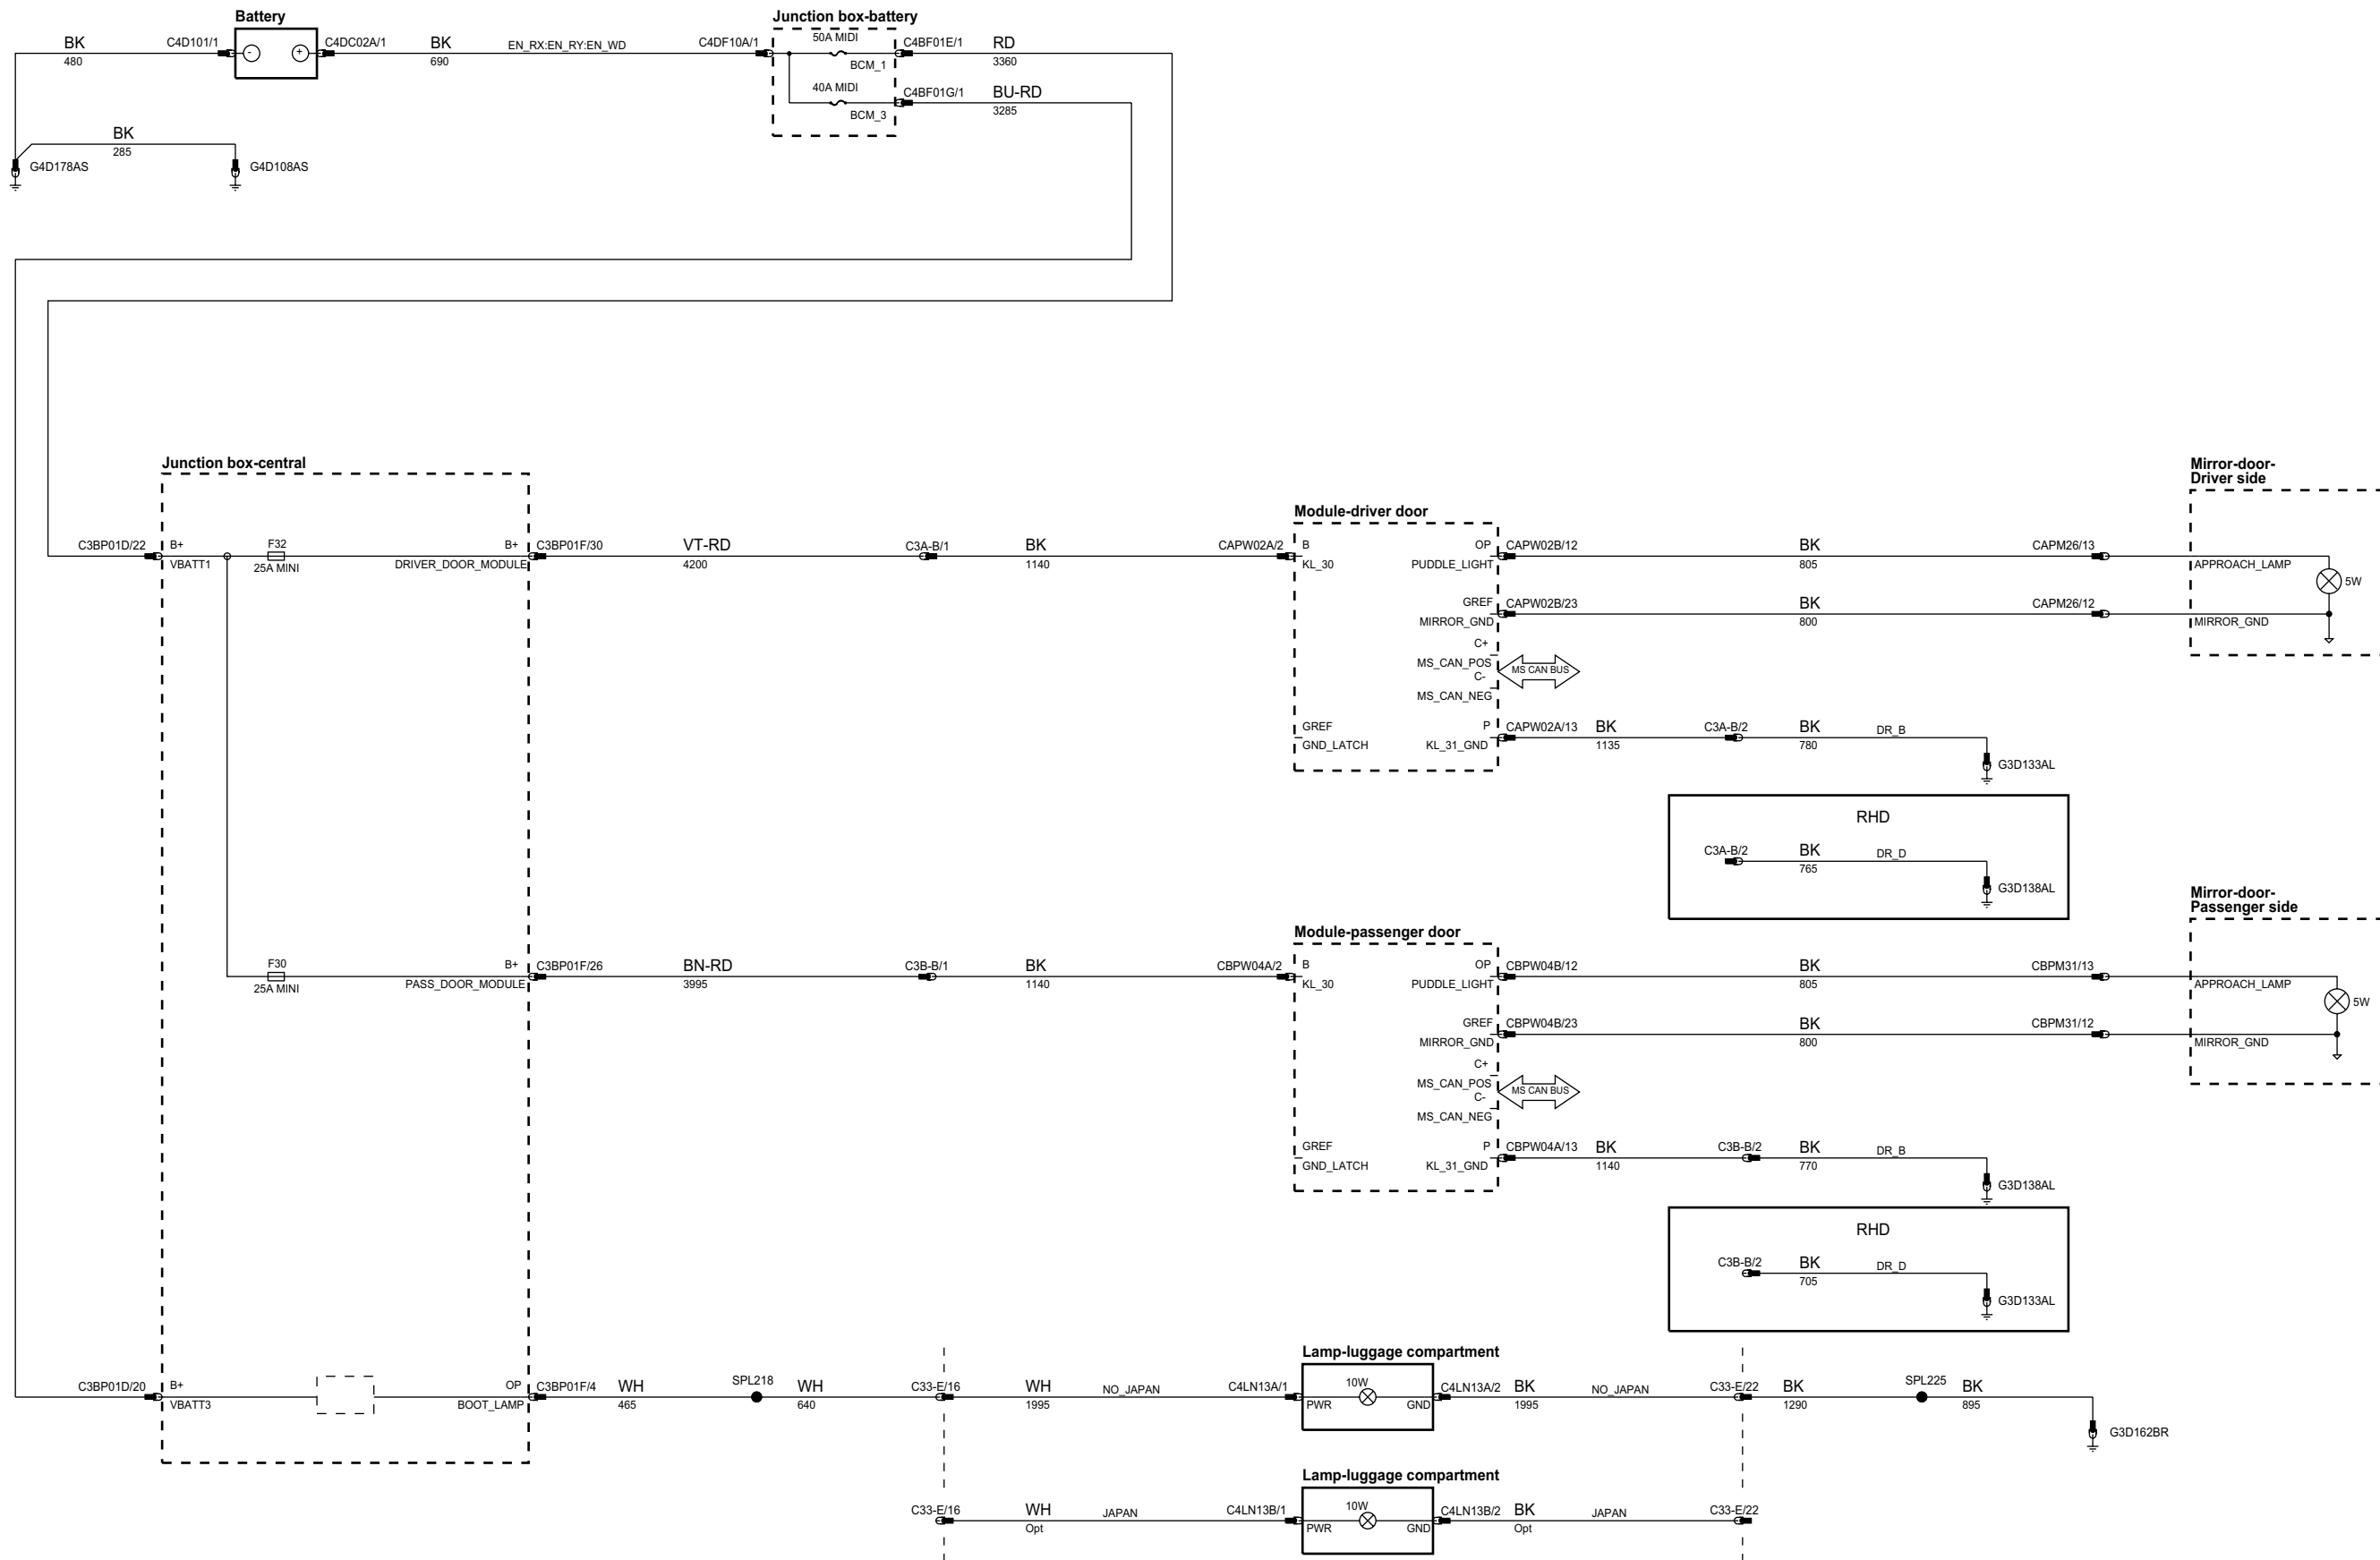 Battery
Junction box-battery
BK
480
C4D101/1
-
+
C4DC02A/1
BK
690
EN_RX:EN_RY:EN_WD
C4DF10A/1
50A MIDI
BCM_1
C4BF01E/1
RD
3360
40A MIDI
BCM_3
C4BF01G/1
BU-RD
3285
BK
285
G4D178AS
G4D108AS
Junction box-central
Mirror-door-
Driver side
Module-driver door
C3BP01D/22
B+
VBATT1
F32
25A MINI
B+
DRIVER_DOOR_MODULE
C3BP01F/30
VT-RD
4200
C3A-B/1
BK
1140
CAPW02A/2
B
KL_30
OP
PUDDLE_LIGHT
CAPW02B/12
BK
805
CAPM26/13
APPROACH_LAMP
5W
GREF
MIRROR_GND
CAPW02B/23
BK
800
CAPM26/12
MIRROR_GND
C+
MS_CAN_POS
C-
MS_CAN_NEG
MS CAN BUS
GREF
GND_LATCH
P
KL_31_GND
CAPW02A/13
BK
1135
C3A-B/2
BK
780
DR_B
G3D133AL
RHD
C3A-B/2
BK
765
DR_D
G3D138AL
Mirror-door-
Passenger side
Module-passenger door
F30
25A MINI
B+
PASS_DOOR_MODULE
C3BP01F/26
BN-RD
3995
C3B-B/1
BK
1140
CBPW04A/2
B
KL_30
OP
PUDDLE_LIGHT
CBPW04B/12
BK
805
CBPM31/13
APPROACH_LAMP
5W
GREF
MIRROR_GND
CBPW04B/23
BK
800
CBPM31/12
MIRROR_GND
C+
MS_CAN_POS
C-
MS_CAN_NEG
MS CAN BUS
GREF
GND_LATCH
P
KL_31_GND
CBPW04A/13
BK
1140
C3B-B/2
BK
770
DR_B
G3D138AL
RHD
C3B-B/2
BK
705
DR_D
G3D133AL
Lamp-luggage compartment
C3BP01D/20
B+
VBATT3
OP
BOOT_LAMP
C3BP01F/4
WH
465
SPL218
WH
640
C33-E/16
WH
1995
NO_JAPAN
C4LN13A/1
PWR
10W
GND
C4LN13A/2
BK
1995
NO_JAPAN
C33-E/22
BK
1290
SPL225
BK
895
G3D162BR
Lamp-luggage compartment
C33-E/16
WH
Opt
JAPAN
C4LN13B/1
PWR
10W
GND
C4LN13B/2
BK
Opt
JAPAN
C33-E/22